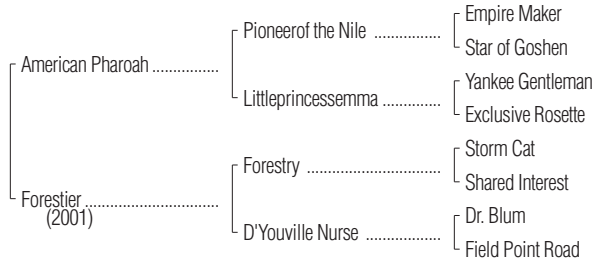 Empire Maker
Pioneerof the Nile ................
Star of Goshen
American Pharoah ................
Yankee Gentleman
Littleprincessemma ..............
Exclusive Rosette
Storm Cat
Forestry ................................
Shared Interest
Forestier ................................
(2001)
Dr. Blum
D'Youville Nurse ..................
Field Point Road